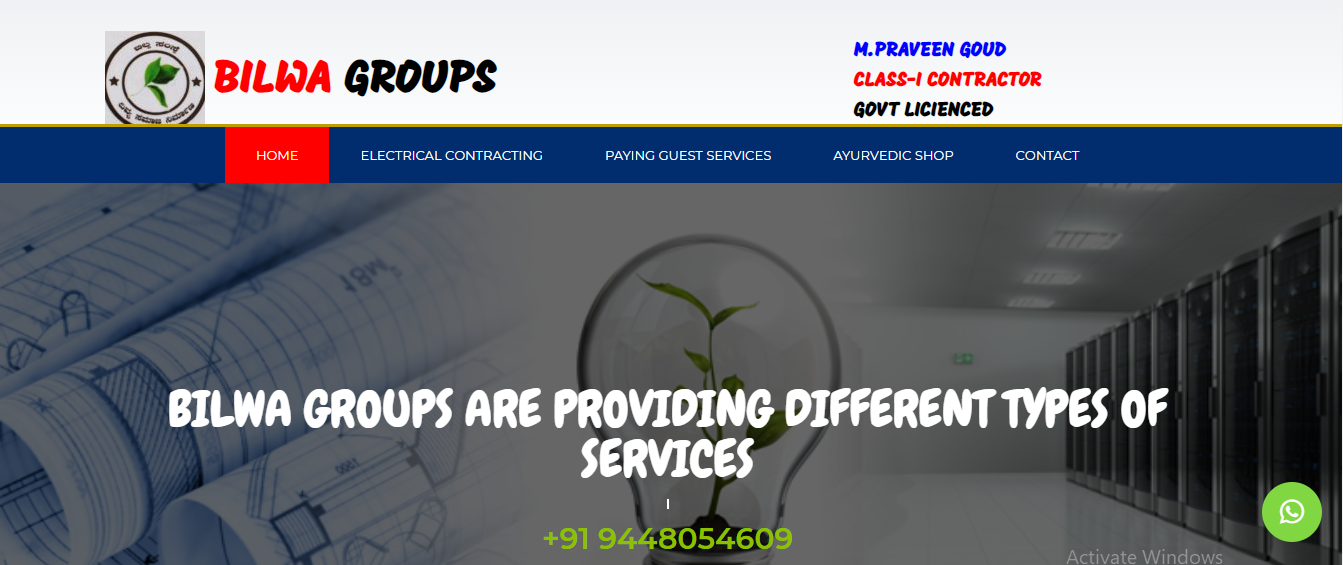 ಬಿಲ್ವ ಸಂಸ್ಥೆ
BILWA GROUPS
M.PRAVEEN GOUD
CLASS-I CONTRACTOR
GOVT LICIENCED
HOME
ELECTRICAL CONTRACTING
PAYING GUEST SERVICES
AYURVEDIC SHOP
CONTACT
BILWA GROUPS ARE PROVIDING DIFFERENT TYPES OF
SERVICES
+91 9448054609
Activate Windows